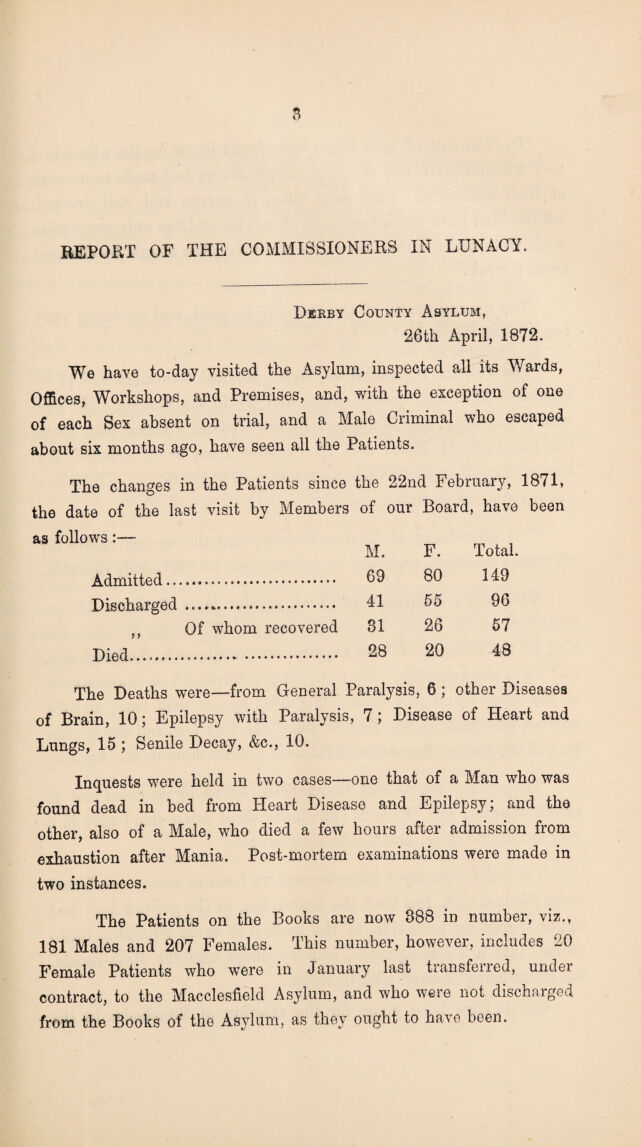 3
REPORT OF THE COMMISSIONERS IN LUNACY.
Derby County Asylum,
26th April, 1872.
We have to-day visited the Asylum, inspected all its Wards,
Offices, Workshops, and Premises, and, with the exception of one
of each Sex absent on trial, and a Male Criminal who escaped
about six months ago, have seen all the Patients.
The changes in the Patients since the 22nd February, 1871,
the date of the last visit by Members of our Board, have been
as follows:—
M. F. Total.
Admitted............................ 69 80 149
Discharged ......................... 41 55 96
,, Of whom recovered 31 26 57
Died.................................. 28 20 48
The Deaths were—from General Paralysis, 6; other Diseases
of Brain, 10; Epilepsy with Paralysis, 7; Disease of Heart and
Lungs, 15; Senile Decay, &c., 10.
Inquests were held in two cases—one that of a Man who was
found dead in bed from Heart Disease and Epilepsy; and the
other, also of a Male, who died a few hours after admission from
exhaustion after Mania. Post-mortem examinations were made in
two instances.
The Patients on the Books are now 388 in number, viz.,
181 Males and 207 Females. This number, however, includes 20
Female Patients who were in January last transferred, under
contract, to the Macclesfield Asylum, and who were not discharged
from the Books of the Asylum, as they ought to have been.